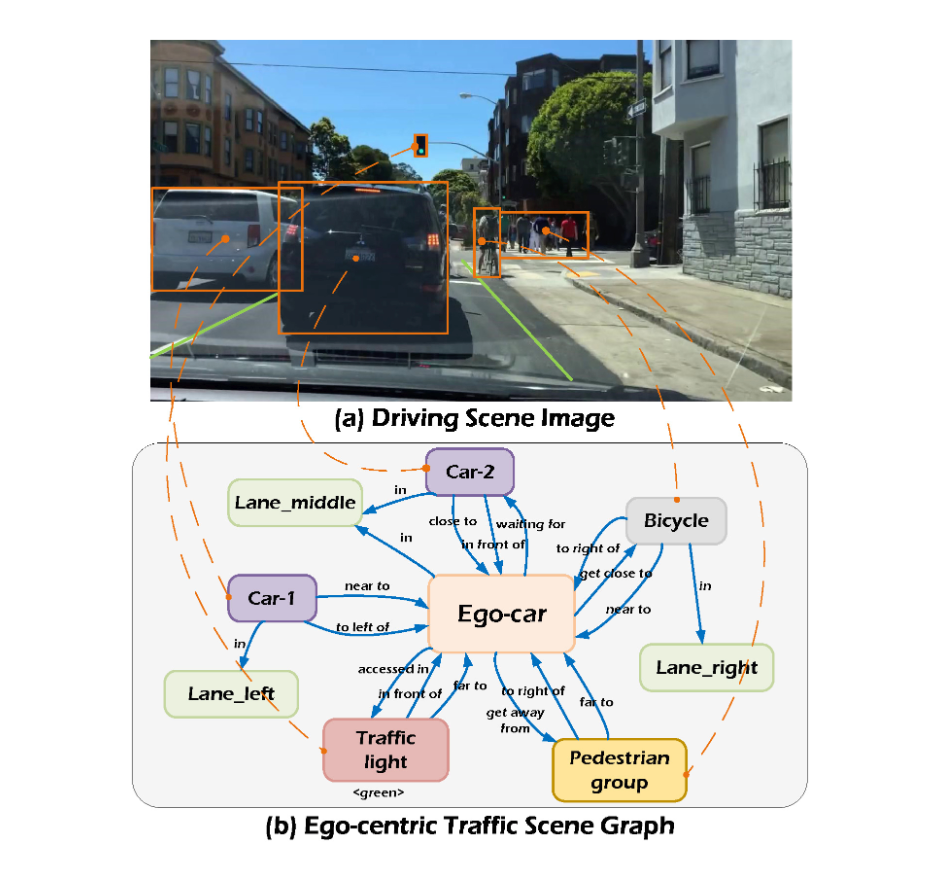 (a) Driving Scene Image
Car-2
Lane_middle
in
close to
waiting for
in front of
Bicycle
to right of
get close to
in
in
near to
Car-1
near to
Ego-car
to left of
in
Lane_left
accessed in
in front of
far to
to right of
far to
get away
from
Lane_right
Traffic
light
<green>
Pedestrian
group
(b) Ego-centric Traffic Scene Graph